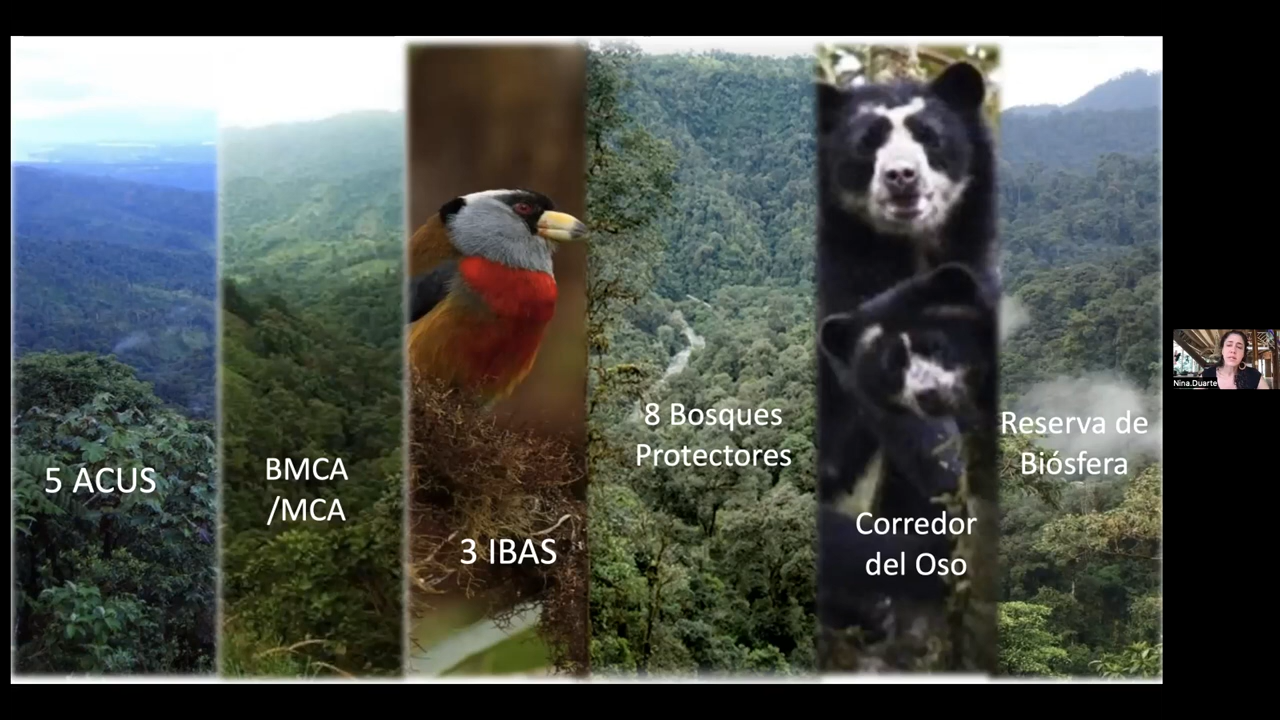 5 ACUS
BMCA
/MCA
3 IBAS
8 Bosques
Protectores
Corredor
del Oso
Reserva de
Biósfera
Nina.Duarte